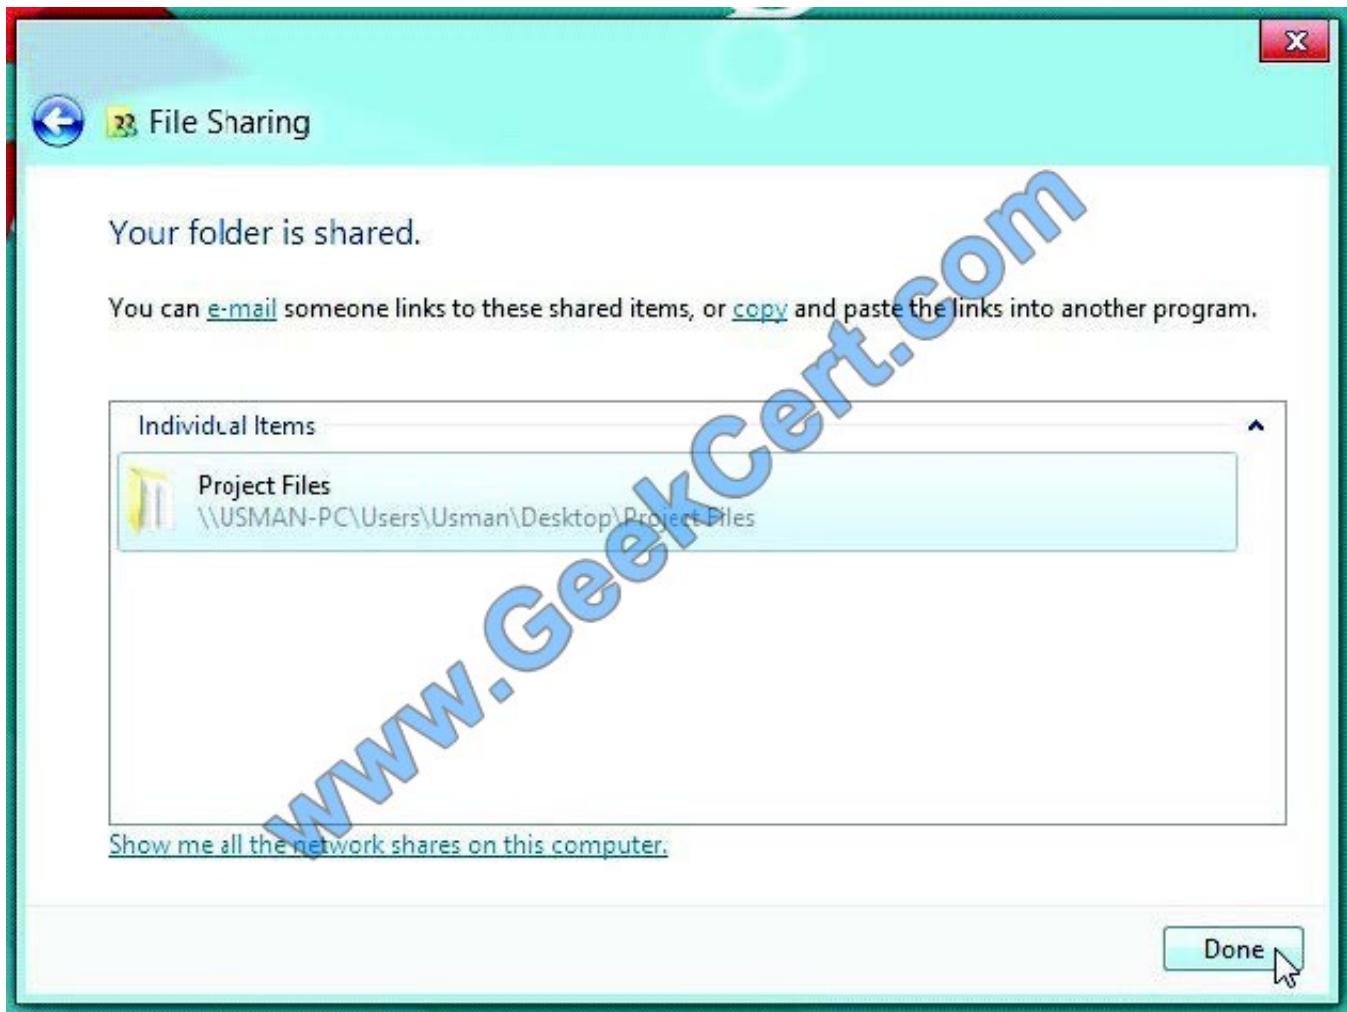 X
File Sharing
Your folder is shared.
You can e-mail someone links to these shared items, or copy and paste the links into another program.
Individual Items
Project Files
\\USMAN-PC\Users\Usman\Desktop\Project Files
www.GeekCert.com
Show me all the network shares on this computer.
Done